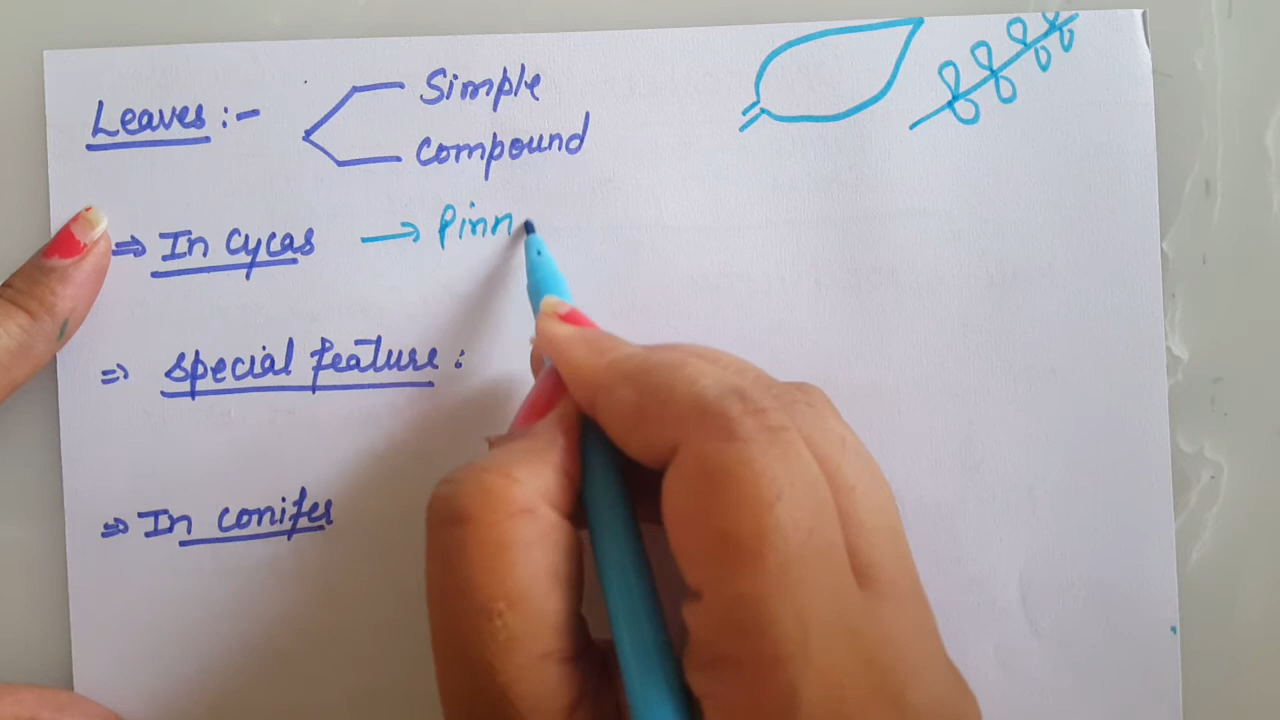 Leaves :-
Simple
Compound
⇒ In Cycas → Pinn
⇒ Special feature :
⇒ In conifer